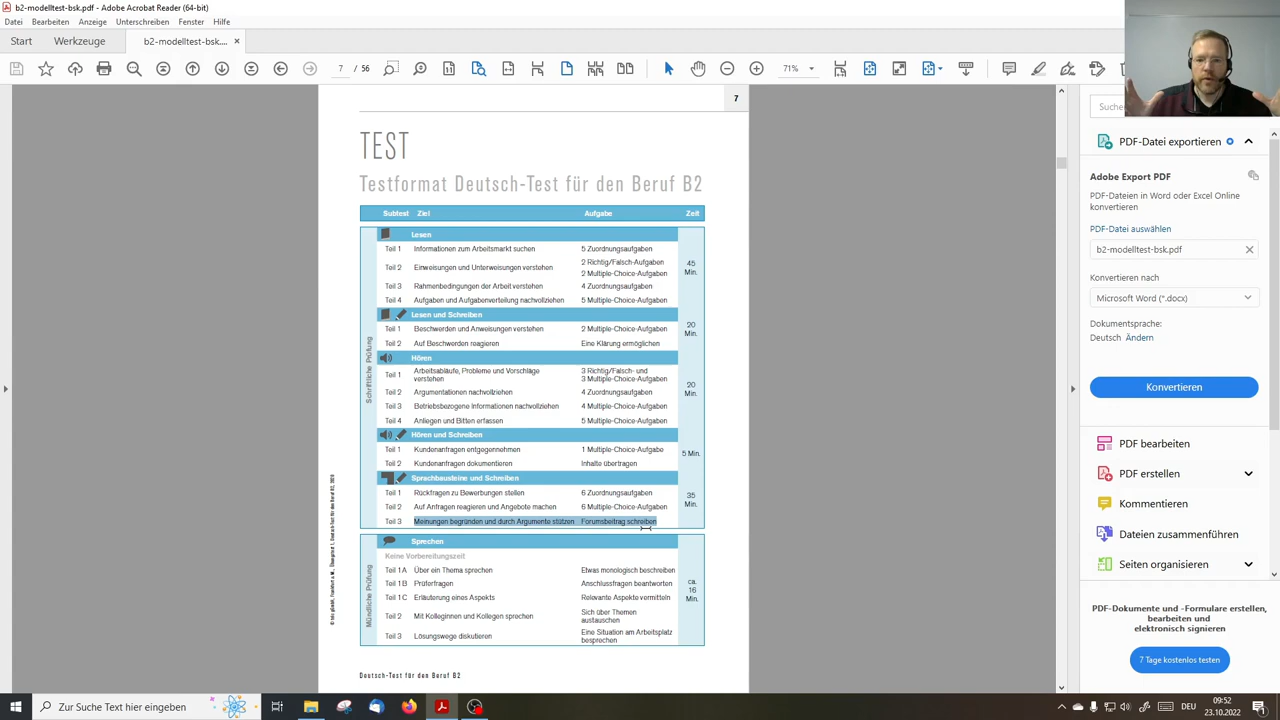 b2-modelltest-bsk.pdf - Adobe Acrobat Reader (64-bit)
Datei Bearbeiten Anzeige Unterschreiben Fenster Hilfe
Start Werkzeuge b2-modelltest-bsk.... ×
7 / 56 71%
7
TEST
Testformat Deutsch-Test für den Beruf B2
Subtest Ziel Aufgabe Zeit
Schriftliche Prüfung
Lesen
Teil 1 Informationen zum Arbeitsmarkt suchen 5 Zuordnungsaufgaben
Teil 2 Einweisungen und Unterweisungen verstehen 2 Richtig/Falsch-Aufgaben
2 Multiple-Choice-Aufgaben
45 Min.
Teil 3 Rahmenbedingungen der Arbeit verstehen 4 Zuordnungsaufgaben
Teil 4 Aufgaben und Aufgabenverteilung nachvollziehen 5 Multiple-Choice-Aufgaben
Lesen und Schreiben
Teil 1 Beschwerden und Anweisungen verstehen 2 Multiple-Choice-Aufgaben
20 Min.
Teil 2 Auf Beschwerden reagieren Eine Klärung ermöglichen
Hören
Teil 1 Arbeitsabläufe, Probleme und Vorschläge
verstehen
3 Richtig/Falsch- und
3 Multiple-Choice-Aufgaben
Teil 2 Argumentationen nachvollziehen 4 Zuordnungsaufgaben
20 Min.
Teil 3 Betriebsbezogene Informationen nachvollziehen 4 Multiple-Choice-Aufgaben
Teil 4 Anliegen und Bitten erfassen 5 Multiple-Choice-Aufgaben
Hören und Schreiben
Teil 1 Kundenanfragen entgegennehmen 1 Multiple-Choice-Aufgabe
5 Min.
Teil 2 Kundenanfragen dokumentieren Inhalte übertragen
Sprachbausteine und Schreiben
Teil 1 Rückfragen zu Bewerbungen stellen 6 Zuordnungsaufgaben
35 Min.
Teil 2 Auf Anfragen reagieren und Angebote machen 6 Multiple-Choice-Aufgaben
Teil 3 Meinungen begründen und durch Argumente stützen Forumsbeitrag schreiben
Mündliche Prüfung
Sprechen
Keine Vorbereitungszeit
Teil 1A Über ein Thema sprechen Etwas monologisch beschreiben
Teil 1B Prüferfragen Anschlussfragen beantworten
ca. 16 Min.
Teil 1C Erläuterung eines Aspekts Relevante Aspekte vermitteln
Teil 2 Mit Kolleginnen und Kollegen sprechen Sich über Themen
austauschen
Teil 3 Lösungswege diskutieren Eine Situation am Arbeitsplatz
besprechen
Deutsch-Test für den Beruf B2
Suchen
PDF-Datei exportieren
Adobe Export PDF
PDF-Dateien in Word oder Excel Online
konvertieren
PDF-Datei auswählen
b2-modelltest-bsk.pdf ×
Konvertieren nach
Microsoft Word (*.docx)
Dokumentsprache:
Deutsch Ändern
Konvertieren
PDF bearbeiten
PDF erstellen
Kommentieren
Dateien zusammenführen
Seiten organisieren
PDF-Dokumente und -Formulare erstellen,
bearbeiten und
elektronisch signieren
7 Tage kostenlos testen
Zur Suche Text hier eingeben
DEU
09:52
23.10.2022
1